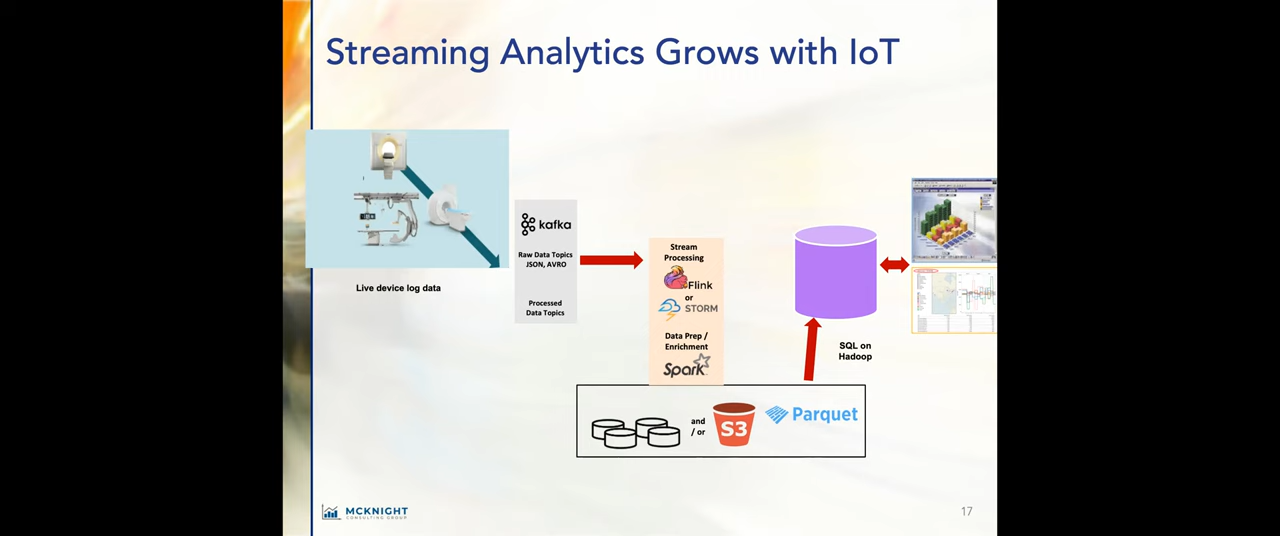 Streaming Analytics Grows with IoT
Live device log data
kafka
Raw Data Topics
JSON, AVRO
Processed
Data Topics
Stream
Processing
Flink
or
STORM
Data Prep /
Enrichment
Spark
and
/ or
S3
Parquet
SQL on
Hadoop
MCKNIGHT
CONSULTING GROUP
17